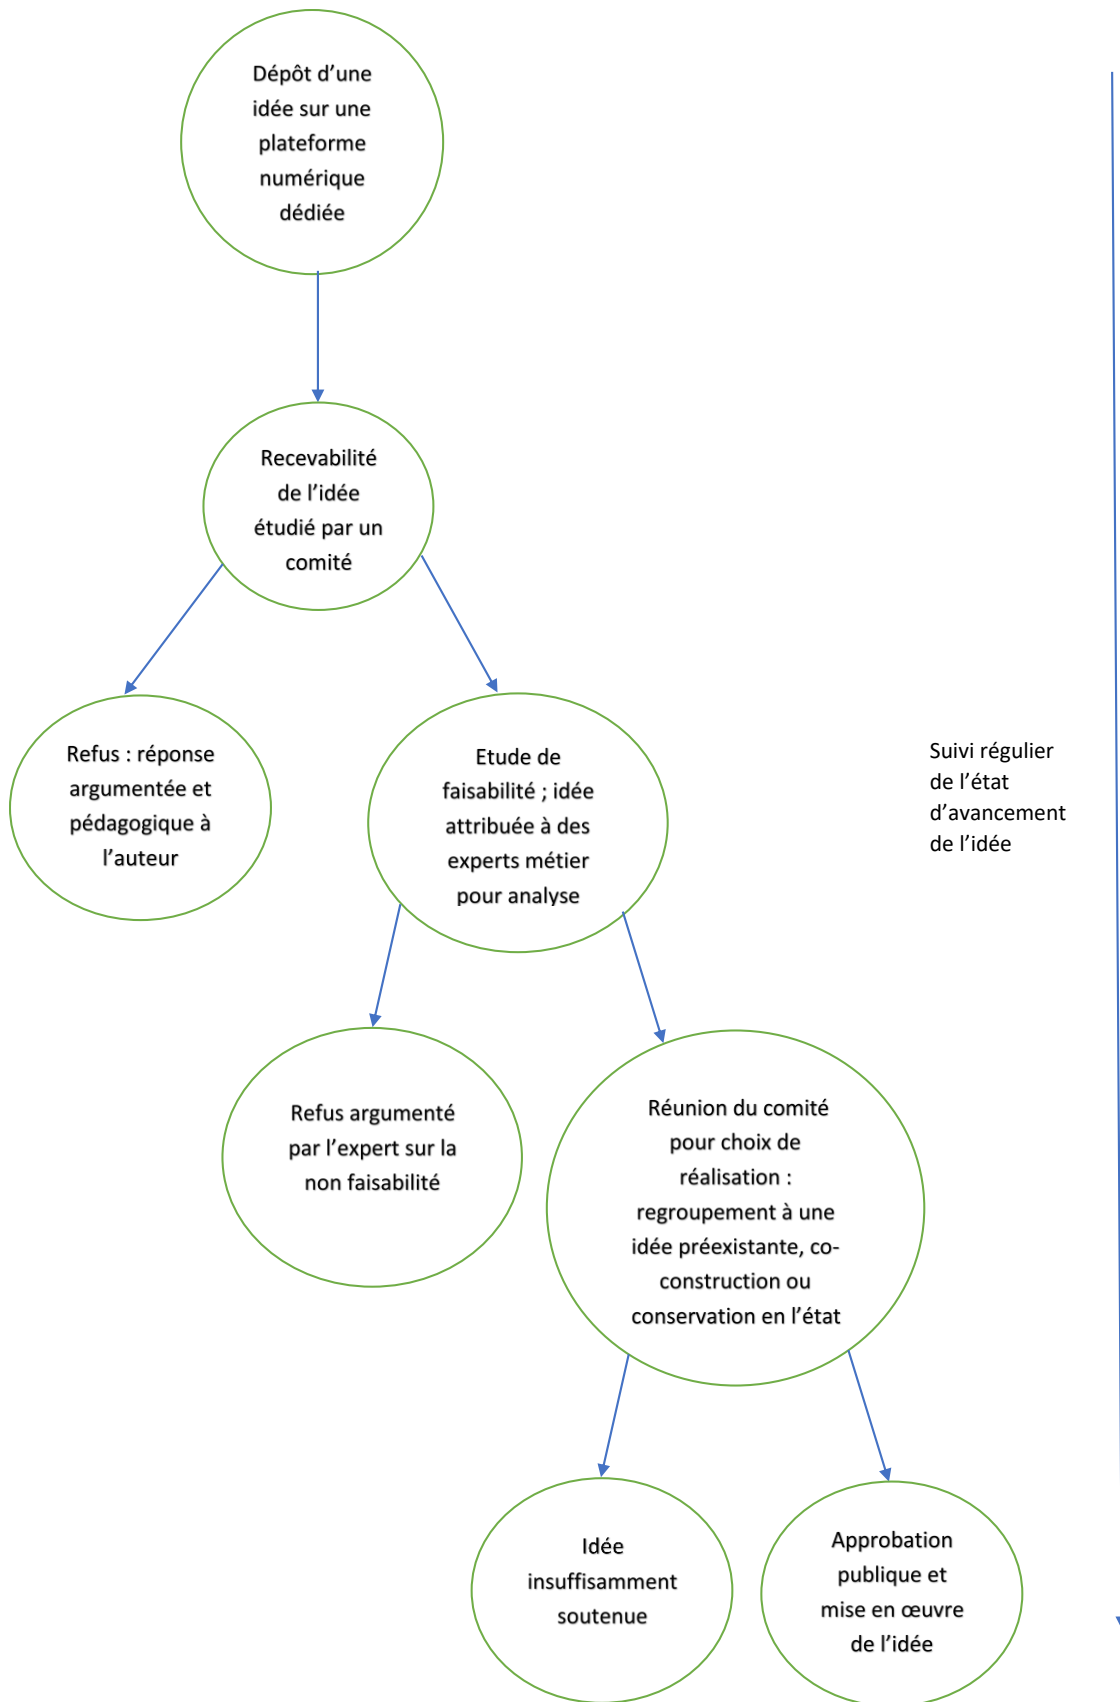 Dépôt d’une
idée sur une
plateforme
numérique
dédiée
Recevabilité
de l’idée
étudié par un
comité
Refus : réponse
argumentée et
pédagogique à
l’auteur
Etude de
faisabilité ; idée
attribuée à des
experts métier
pour analyse
Suivi régulier
de l’état
d’avancement
de l’idée
Refus argumenté
par l’expert sur la
non faisabilité
Réunion du comité
pour choix de
réalisation :
regroupement à une
idée préexistante, co-
construction ou
conservation en l’état
Idée
insuffisamment
soutenue
Approbation
publique et
mise en œuvre
de l’idée